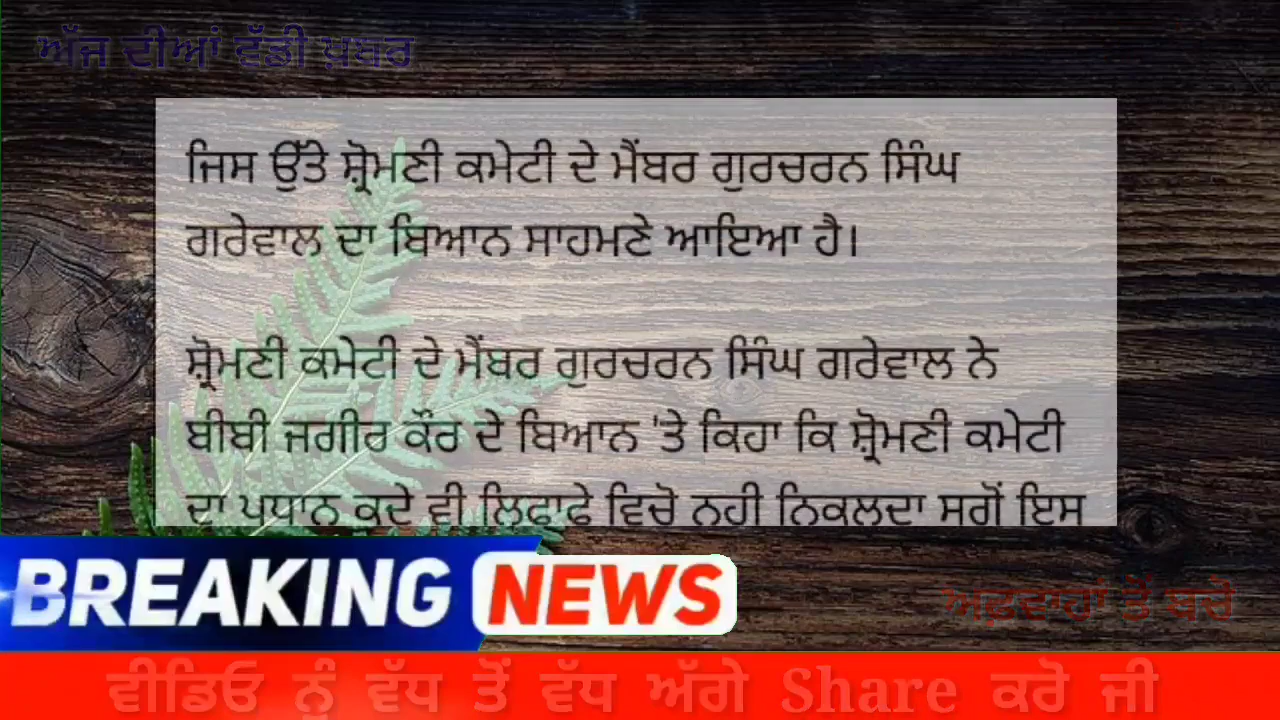 ਅੱਜ ਦੀਆਂ ਵੱਡੀ ਖ਼ਬਰ
ਜਿਸ ਉੱਤੇ ਸ਼੍ਰੋਮਣੀ ਕਮੇਟੀ ਦੇ ਮੈਂਬਰ ਗੁਰਚਰਨ ਸਿੰਘ
ਗਰੇਵਾਲ ਦਾ ਬਿਆਨ ਸਾਹਮਣੇ ਆਇਆ ਹੈ।
ਸ਼੍ਰੋਮਣੀ ਕਮੇਟੀ ਦੇ ਮੈਂਬਰ ਗੁਰਚਰਨ ਸਿੰਘ ਗਰੇਵਾਲ ਨੇ
ਬੀਬੀ ਜਗੀਰ ਕੌਰ ਦੇ ਬਿਆਨ 'ਤੇ ਕਿਹਾ ਕਿ ਸ਼੍ਰੋਮਣੀ ਕਮੇਟੀ
ਦਾ ਪ੍ਰਧਾਨ ਕਦੇ ਵੀ ਲਿਫਾਫੇ ਵਿਚੋ ਨਹੀ ਨਿਕਲਦਾ ਸਗੋਂ ਇਸ
BREAKING NEWS
ਅਫ਼ਵਾਹਾਂ ਤੋਂ ਬਚੋ
ਵੀਡਿਓ ਨੂੰ ਵੱਧ ਤੋਂ ਵੱਧ ਅੱਗੇ Share ਕਰੋ ਜੀ